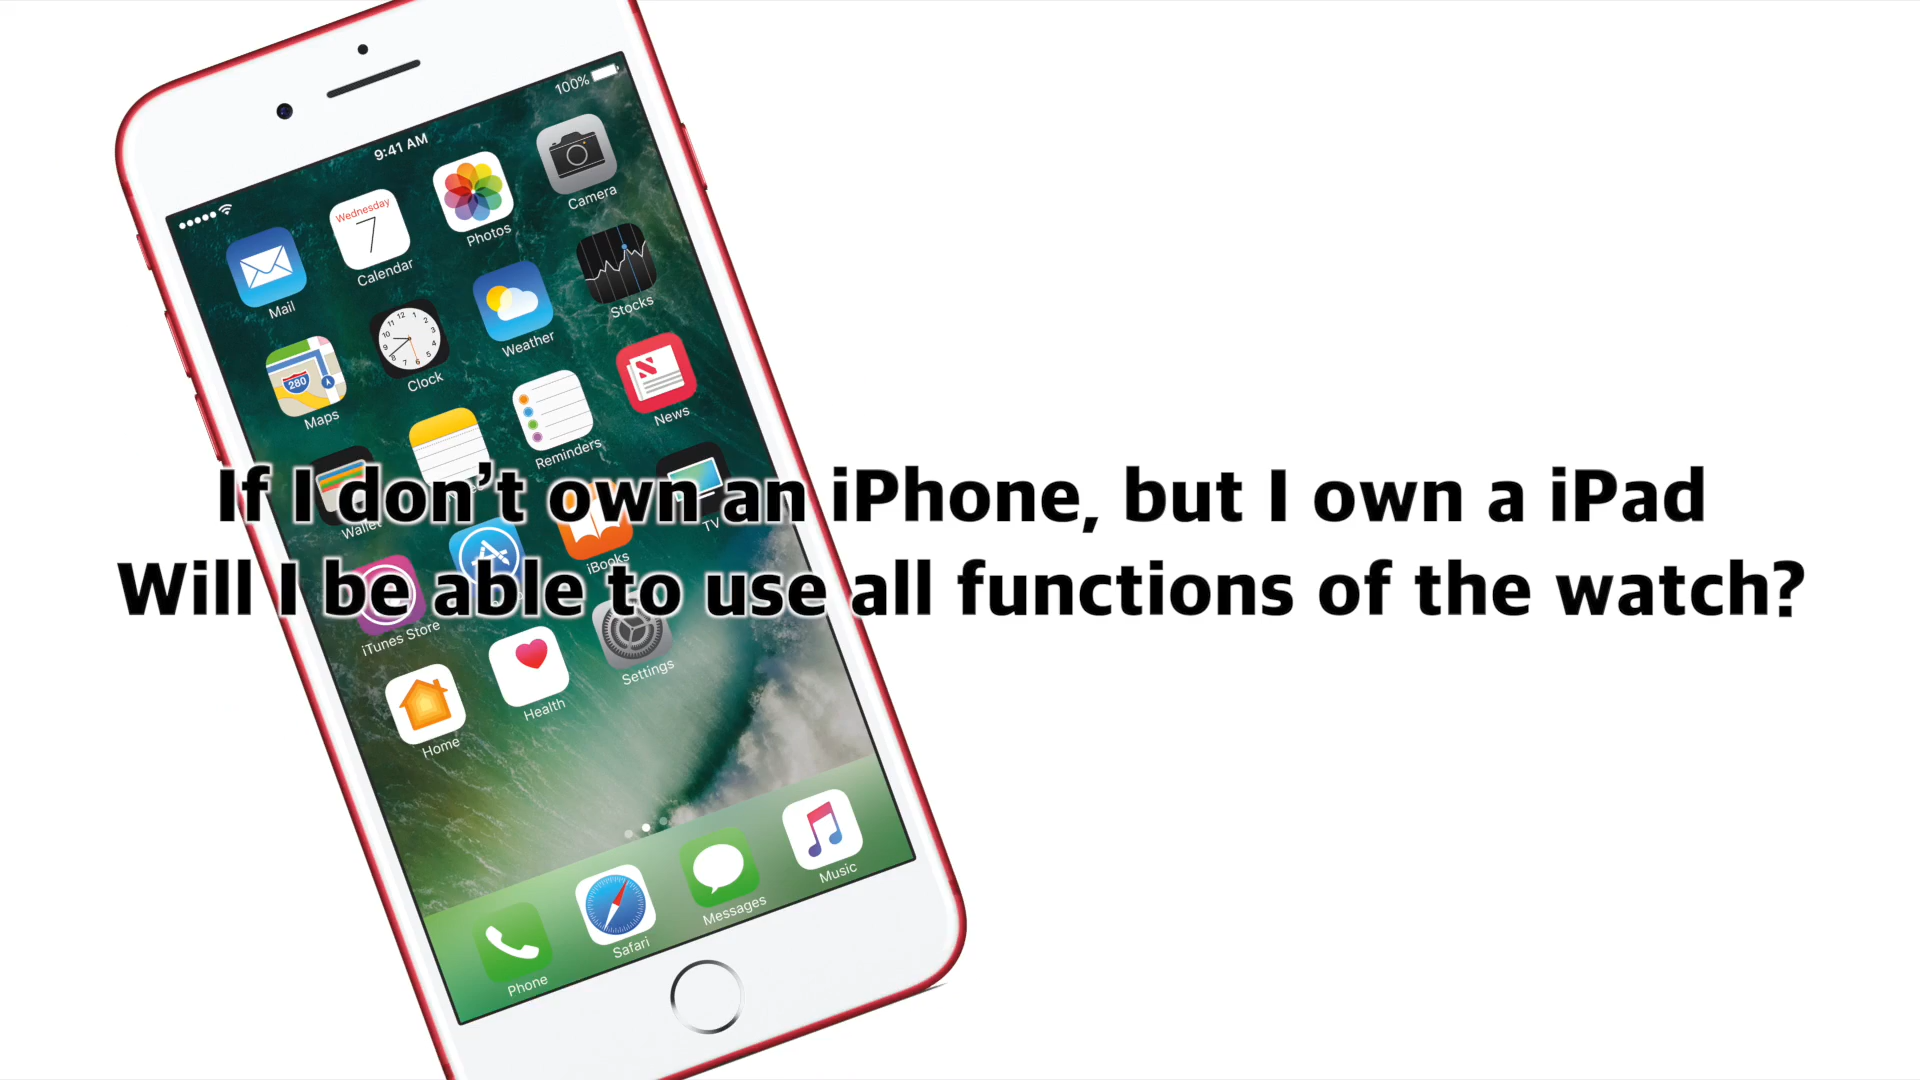 100%
9:41 AM
Camera
Wednesday
7
Photos
Calendar
Mail
Stocks
Weather
Clock
280
Maps
News
Reminders
If I don't own an iPhone, but I own a iPad
Wallet
TV
iBooks
Will I be able to use all functions of the watch?
iTunes Store
Settings
Health
Home
Music
Messages
Safari
Phone